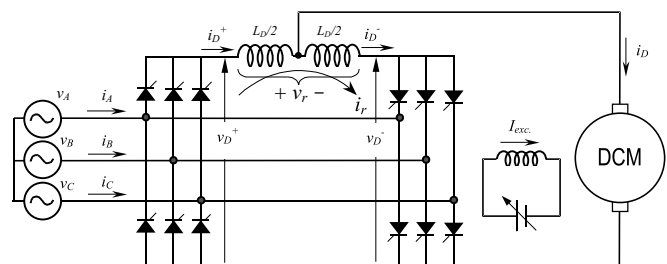 i_D^+
L_D/2
L_D/2
i_D^-
i_D
+ v_r −
i_r
v_A
i_A
v_D^+
v_D^-
v_B
i_B
I_exc.
DCM
v_C
i_C